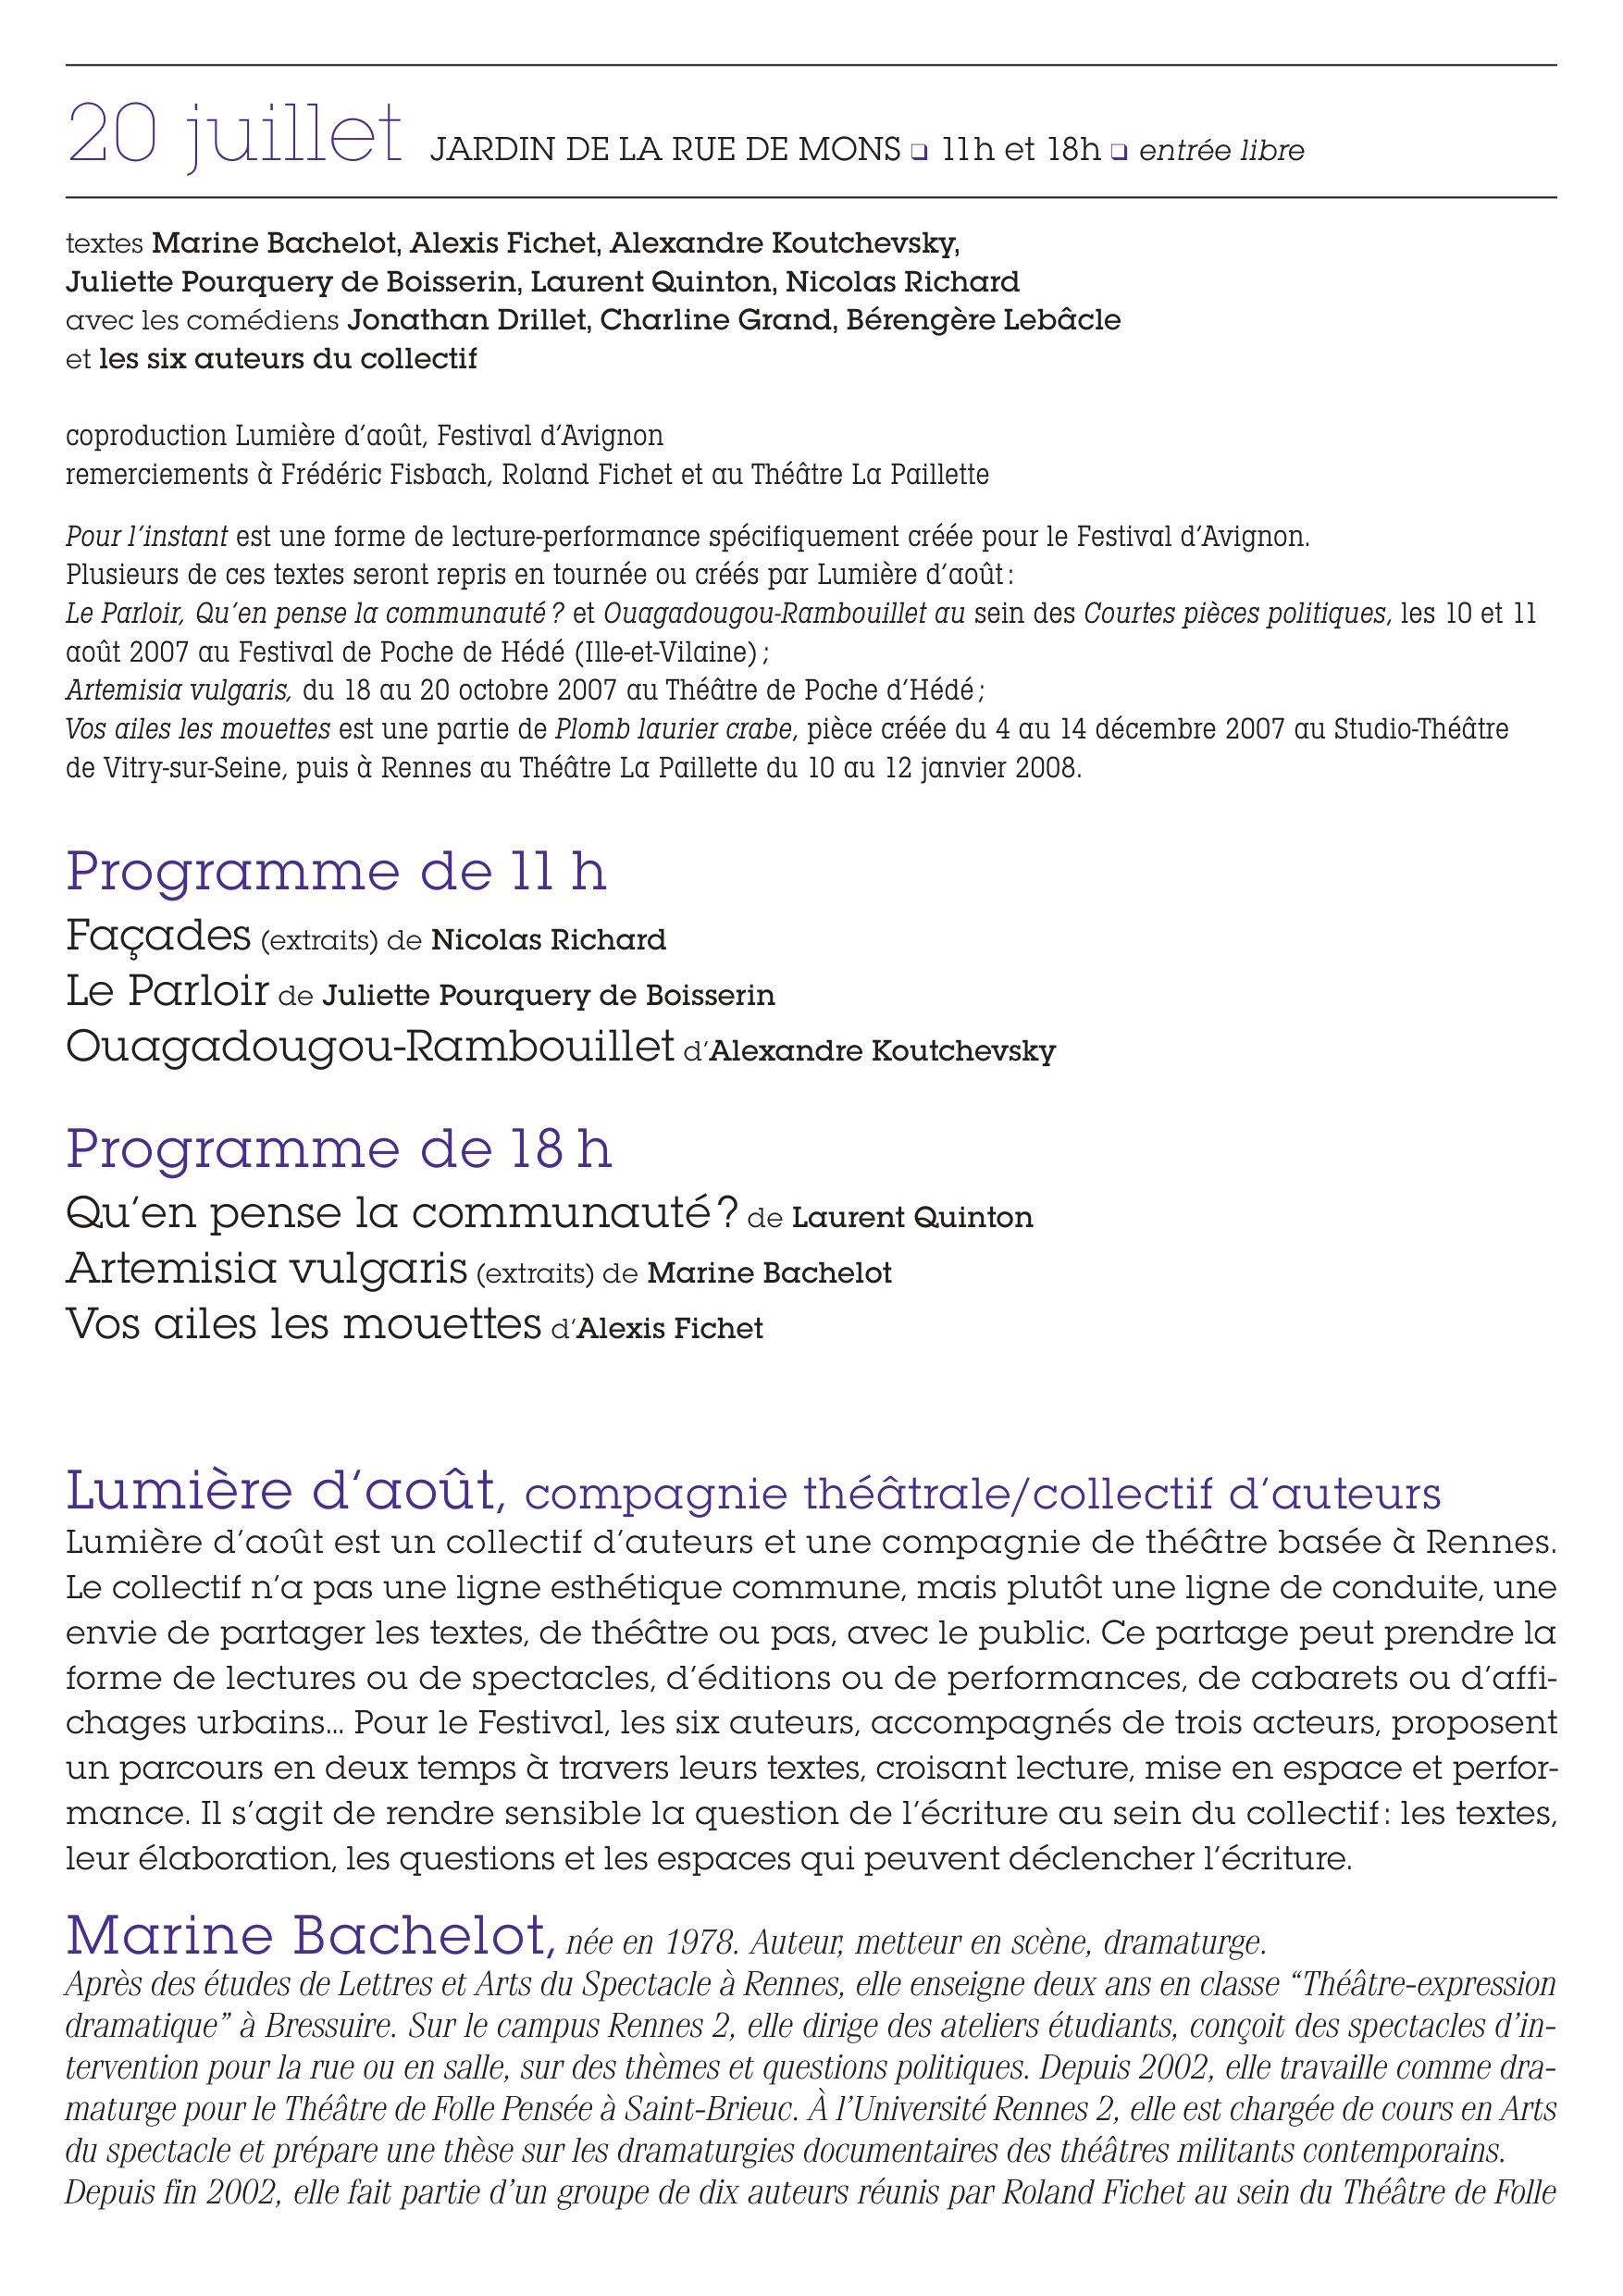 20 juillet JARDIN DE LA RUE DE MONS ❑ 11h et 18h ❑ entrée libre
textes Marine Bachelot, Alexis Fichet, Alexandre Koutchevsky,
Juliette Pourquery de Boisserin, Laurent Quinton, Nicolas Richard
avec les comédiens Jonathan Drillet, Charline Grand, Bérengère Lebâcle
et les six auteurs du collectif
coproduction Lumière d’août, Festival d’Avignon
remerciements à Frédéric Fisbach, Roland Fichet et au Théâtre La Paillette
Pour l’instant est une forme de lecture-performance spécifiquement créée pour le Festival d’Avignon.
Plusieurs de ces textes seront repris en tournée ou créés par Lumière d’août :
Le Parloir, Qu’en pense la communauté ? et Ouagadougou-Rambouillet au sein des Courtes pièces politiques, les 10 et 11
août 2007 au Festival de Poche de Hédé (Ille-et-Vilaine) ;
Artemisia vulgaris, du 18 au 20 octobre 2007 au Théâtre de Poche d’Hédé ;
Vos ailes les mouettes est une partie de Plomb laurier crabe, pièce créée du 4 au 14 décembre 2007 au Studio-Théâtre
de Vitry-sur-Seine, puis à Rennes au Théâtre La Paillette du 10 au 12 janvier 2008.
Programme de 11 h
Façades (extraits) de Nicolas Richard
Le Parloir de Juliette Pourquery de Boisserin
Ouagadougou-Rambouillet d’Alexandre Koutchevsky
Programme de 18 h
Qu’en pense la communauté ? de Laurent Quinton
Artemisia vulgaris (extraits) de Marine Bachelot
Vos ailes les mouettes d’Alexis Fichet
Lumière d’août, compagnie théâtrale/collectif d’auteurs
Lumière d’août est un collectif d’auteurs et une compagnie de théâtre basée à Rennes.
Le collectif n’a pas une ligne esthétique commune, mais plutôt une ligne de conduite, une
envie de partager les textes, de théâtre ou pas, avec le public. Ce partage peut prendre la
forme de lectures ou de spectacles, d’éditions ou de performances, de cabarets ou d’affi-
chages urbains... Pour le Festival, les six auteurs, accompagnés de trois acteurs, proposent
un parcours en deux temps à travers leurs textes, croisant lecture, mise en espace et perfor-
mance. Il s’agit de rendre sensible la question de l’écriture au sein du collectif : les textes,
leur élaboration, les questions et les espaces qui peuvent déclencher l’écriture.
Marine Bachelot, née en 1978. Auteur, metteur en scène, dramaturge.
Après des études de Lettres et Arts du Spectacle à Rennes, elle enseigne deux ans en classe “Théâtre-expression
dramatique” à Bressuire. Sur le campus Rennes 2, elle dirige des ateliers étudiants, conçoit des spectacles d’in-
tervention pour la rue ou en salle, sur des thèmes et questions politiques. Depuis 2002, elle travaille comme dra-
maturge pour le Théâtre de Folle Pensée à Saint-Brieuc. À l’Université Rennes 2, elle est chargée de cours en Arts
du spectacle et prépare une thèse sur les dramaturgies documentaires des théâtres militants contemporains.
Depuis fin 2002, elle fait partie d’un groupe de dix auteurs réunis par Roland Fichet au sein du Théâtre de Folle